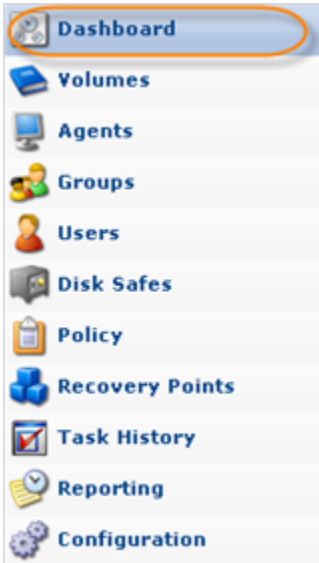 Dashboard
Volumes
Agents
Groups
Users
Disk Safes
Policy
Recovery Points
Task History
Reporting
Configuration